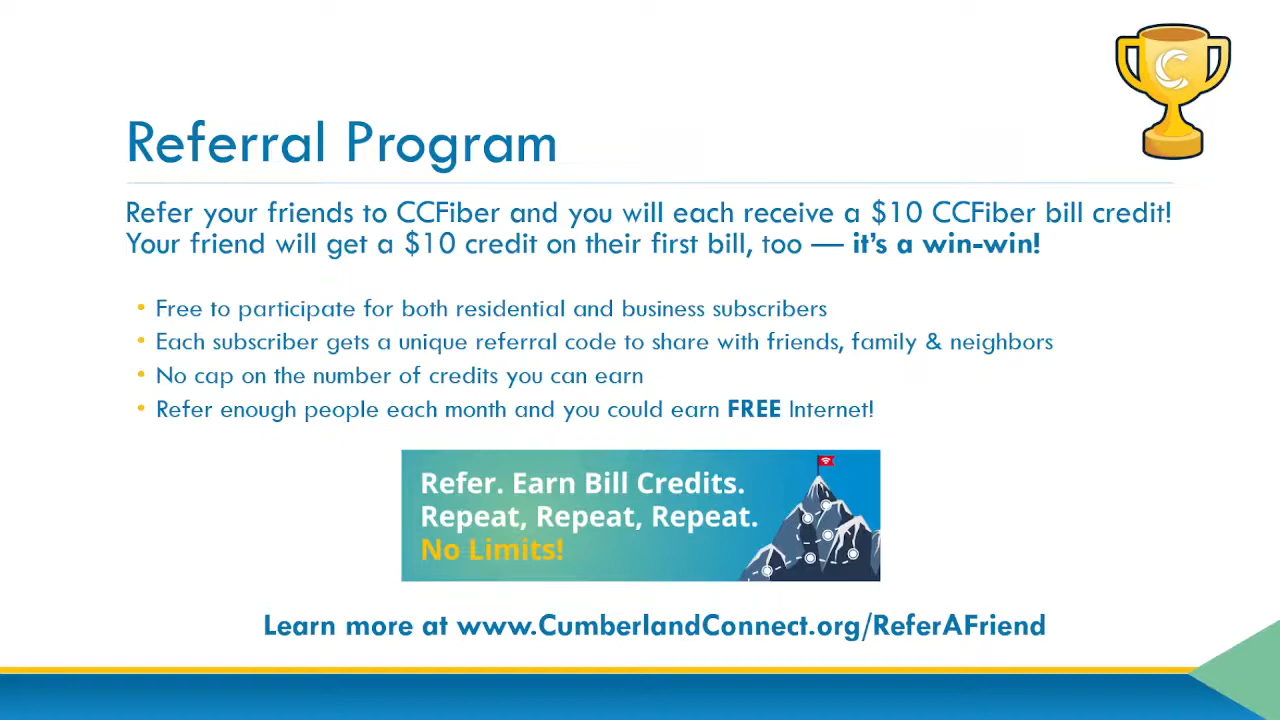 Referral Program
Refer your friends to CCFiber and you will each receive a $10 CCFiber bill credit!
Your friend will get a $10 credit on their first bill, too — it’s a win-win!
• Free to participate for both residential and business subscribers
• Each subscriber gets a unique referral code to share with friends, family & neighbors
• No cap on the number of credits you can earn
• Refer enough people each month and you could earn FREE Internet!
Refer. Earn Bill Credits.
Repeat, Repeat, Repeat.
No Limits!
Learn more at www.CumberlandConnect.org/ReferAFriend